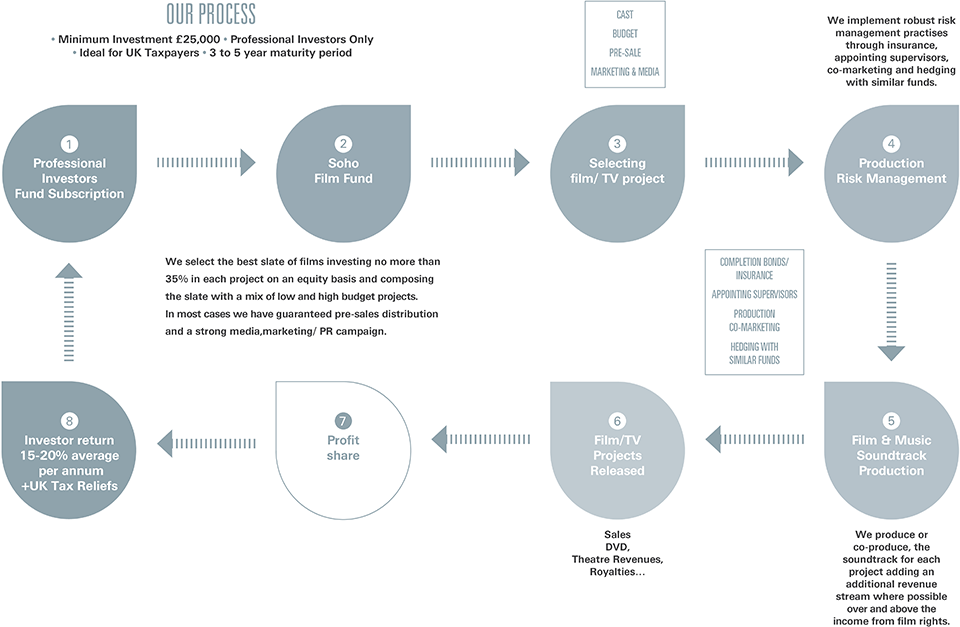 OUR PROCESS
• Minimum Investment £25,000 • Professional Investors Only
• Ideal for UK Taxpayers • 3 to 5 year maturity period
CAST
BUDGET
PRE-SALE
MARKETING & MEDIA
We implement robust risk
management practises
through insurance,
appointing supervisors,
co-marketing and hedging
with similar funds.
1
Professional
Investors
Fund Subscription
2
Soho
Film Fund
3
Selecting
film/ TV project
4
Production
Risk Management
We select the best slate of films investing no more than
35% in each project on an equity basis and composing
the slate with a mix of low and high budget projects.
In most cases we have guaranteed pre-sales distribution
and a strong media,marketing/ PR campaign.
COMPLETION BONDS/
INSURANCE
APPOINTING SUPERVISORS
PRODUCTION
CO-MARKETING
HEDGING WITH
SIMILAR FUNDS
8
Investor return
15-20% average
per annum
+UK Tax Reliefs
7
Profit
share
6
Film/TV
Projects
Released
5
Film & Music
Soundtrack
Production
Sales
DVD,
Theatre Revenues,
Royalties...
We produce or
co-produce, the
soundtrack for each
project adding an
additional revenue
stream where possible
over and above the
income from film rights.